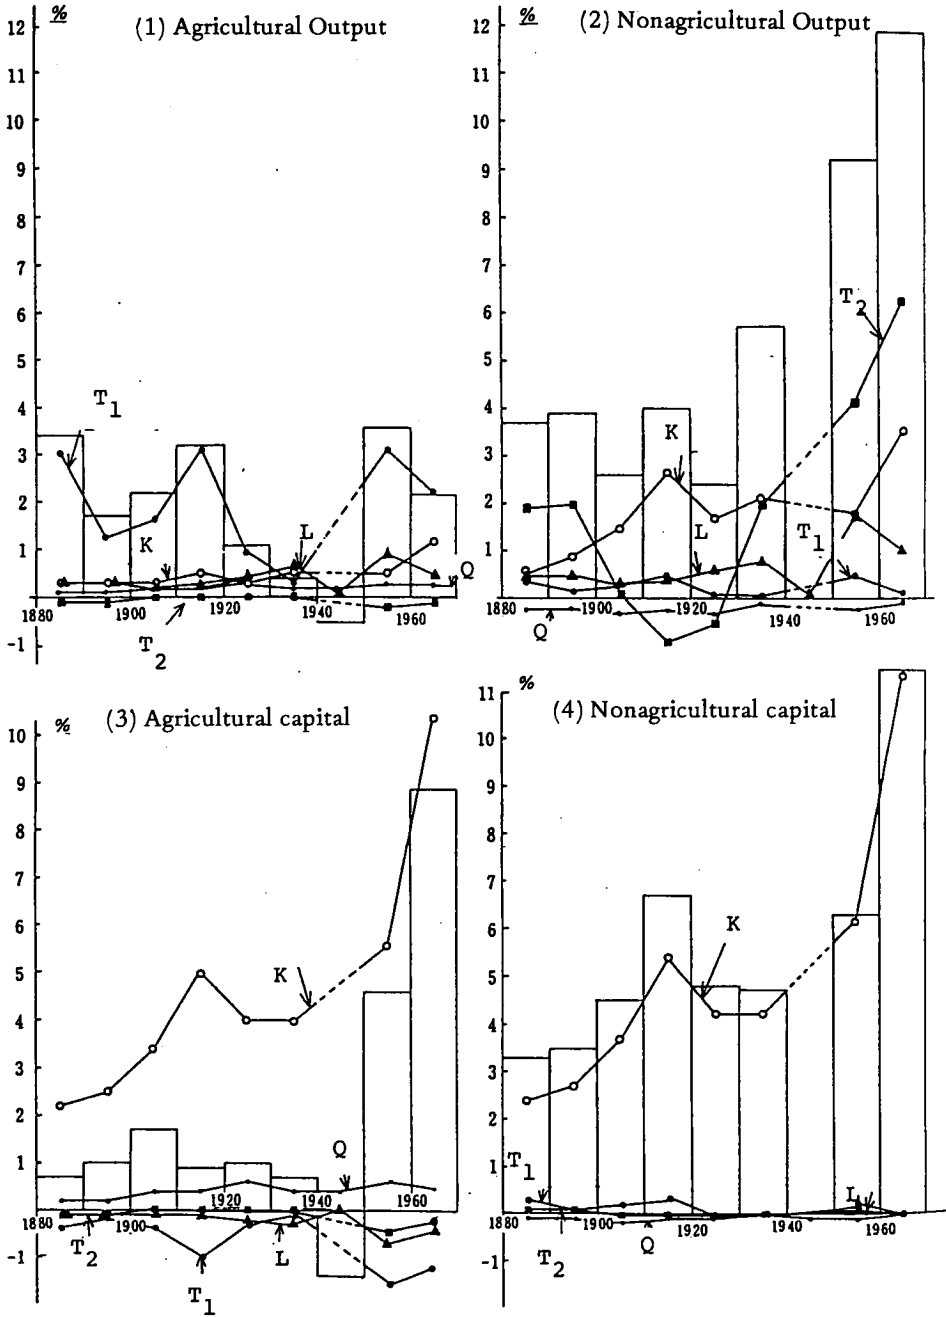 %
(1) Agricultural Output
12
11
10
9
8
7
6
5
4
3
2
1
-1
T1
K
L
Q
T2
1880 1900 1920 1940 1960
%
(2) Nonagricultural Output
12
11
10
9
8
7
6
5
4
3
2
1
-1
T2
K
L
T1
Q
1880 1900 1920 1940 1960
%
(3) Agricultural capital
10
9
8
7
6
5
4
3
2
1
-1
K
Q
1920 1940 1960
1880 1900
T2
L
T1
%
(4) Nonagricultural capital
11
10
9
8
7
6
5
4
3
2
1
-1
K
T1
L
1880 1900 1920 1940 1960
T2
Q